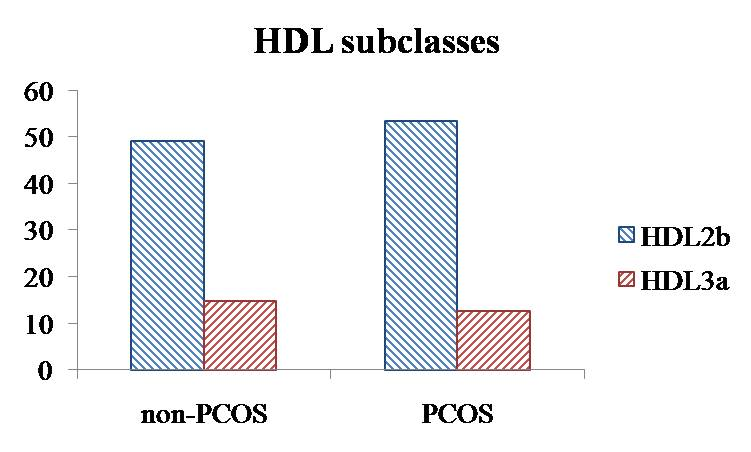 HDL subclasses
60
50
40
30
20
10
0
non-PCOS
PCOS
HDL2b
HDL3a